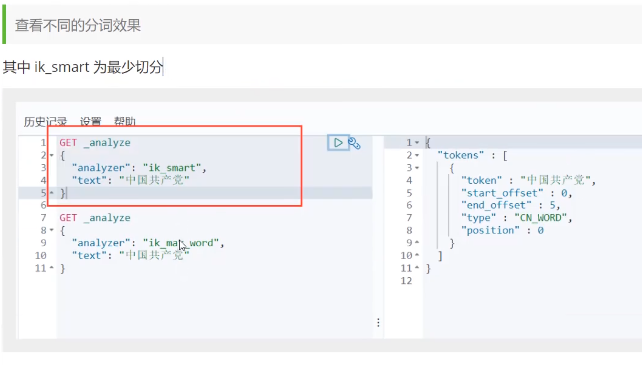 查看不同的分词效果
其中 ik_smart 为最少切分
历史记录 设置 帮助
1 GET _analyze
2 {
3 "analyzer": "ik_smart",
4 "text": "中国共产党"
5 }
6
7 GET _analyze
8 {
9 "analyzer": "ik_max_word",
10 "text": "中国共产党"
11 }
1 {
2 "tokens" : [
3 {
4 "token" : "中国共产党",
5 "start_offset" : 0,
6 "end_offset" : 5,
7 "type" : "CN_WORD",
8 "position" : 0
9 }
10 ]
11 }
12